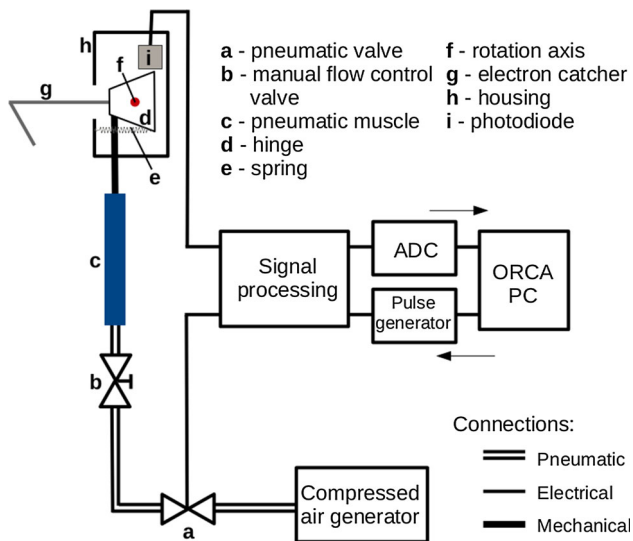 h
i
f
g
d
e
c
b
a
a - pneumatic valve
b - manual flow control
valve
c - pneumatic muscle
d - hinge
e - spring
f - rotation axis
g - electron catcher
h - housing
i - photodiode
Signal
processing
ADC
Pulse
generator
ORCA
PC
Compressed
air generator
Connections:
Pneumatic
Electrical
Mechanical